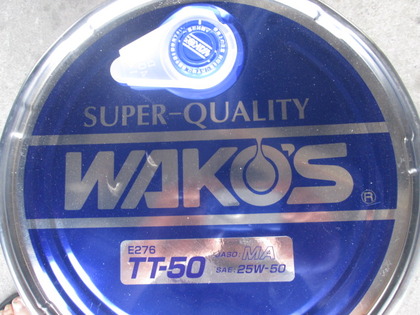 SUPER-QUALITY
WAKO'S
®
E276
TT-50
JASO: MA
SAE: 25W-50